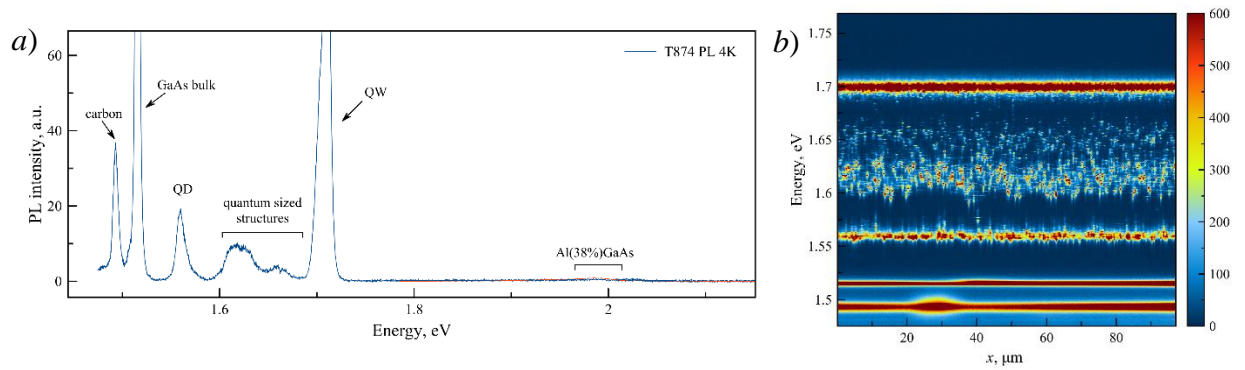 a)
60
40
20
0
PL intensity, a.u.
T874 PL 4K
GaAs bulk
carbon
QW
QD
quantum sized
structures
Al(38%)GaAs
1.6
1.8
2
Energy, eV
b)
1.75
1.7
1.65
1.6
1.55
1.5
Energy, eV
20
40
60
80
x, μm
600
500
400
300
200
100
0